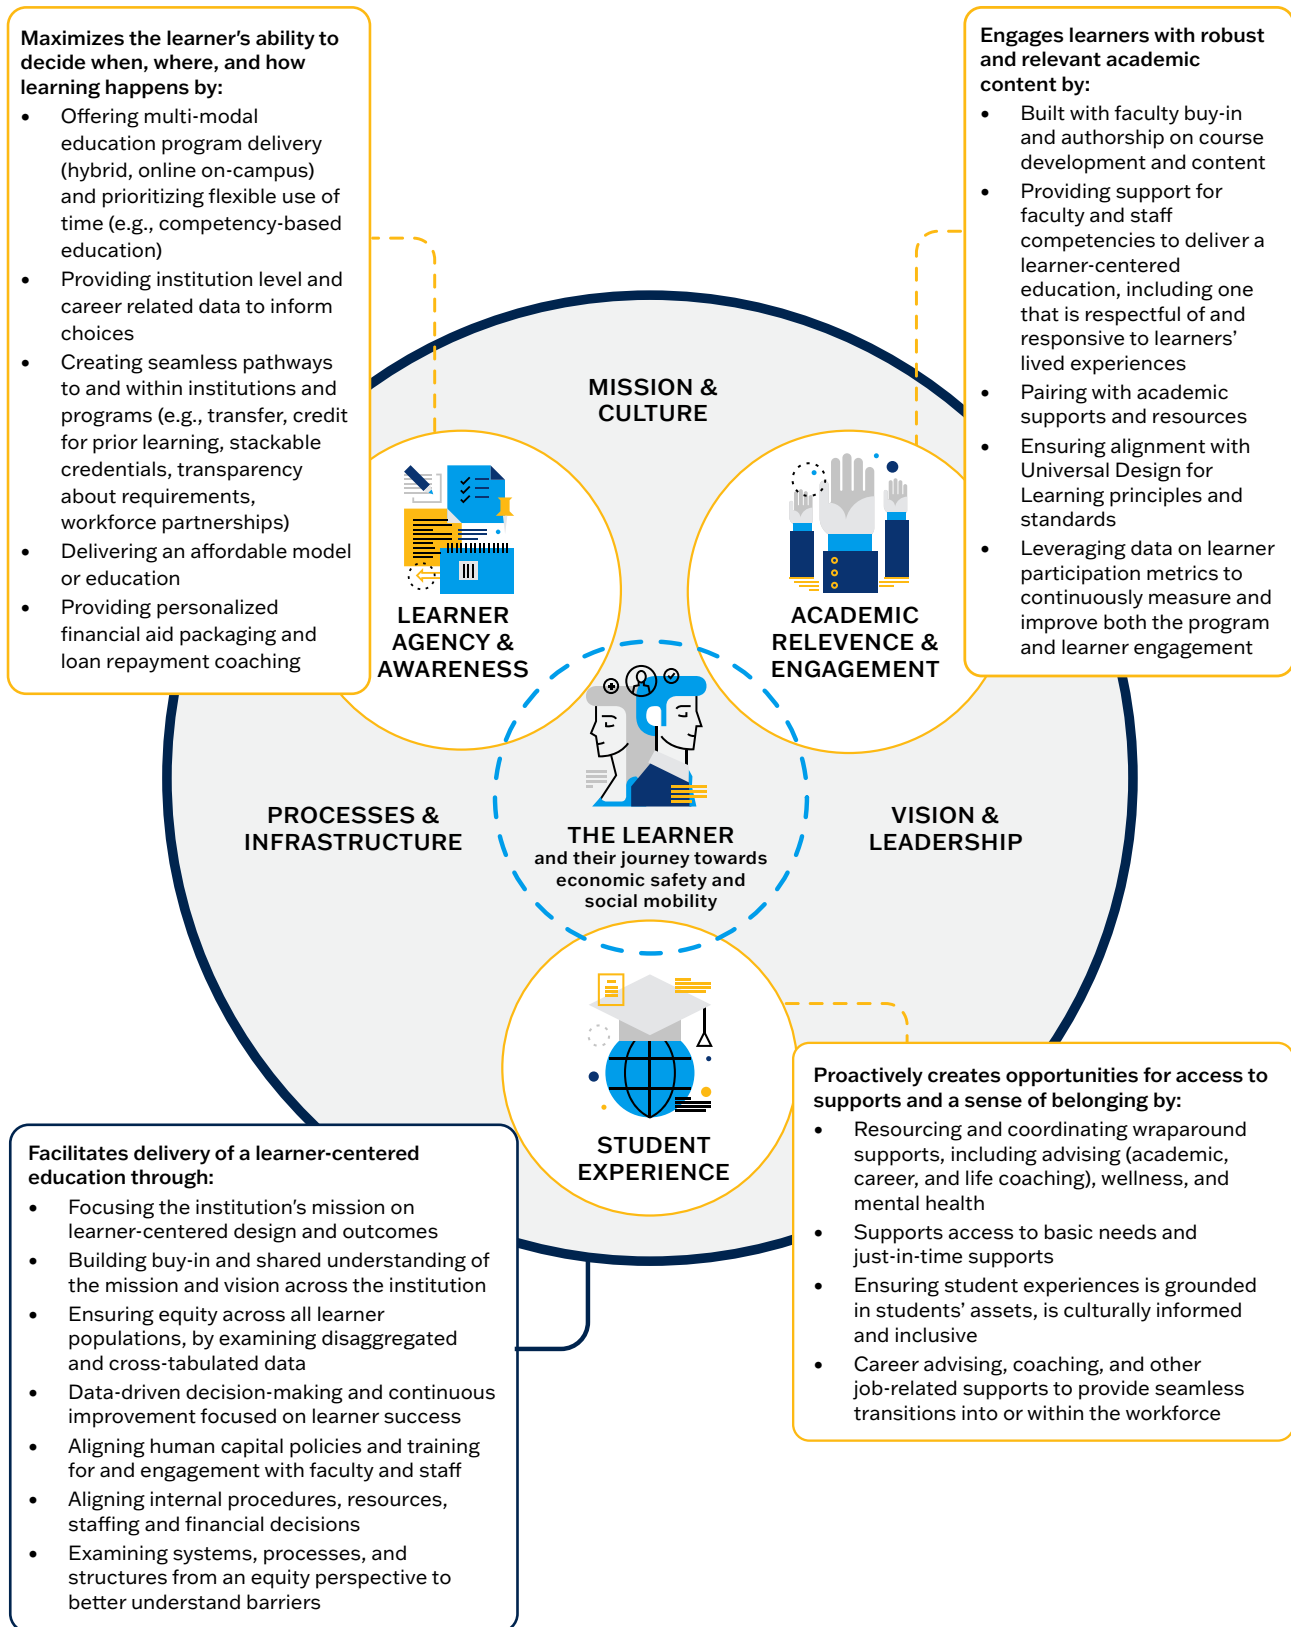 Maximizes the learner's ability to
decide when, where, and how
learning happens by:
• Offering multi-modal
education program delivery
(hybrid, online on-campus)
and prioritizing flexible use of
time (e.g., competency-based
education)
• Providing institution level and
career related data to inform
choices
• Creating seamless pathways
to and within institutions and
programs (e.g., transfer, credit
for prior learning, stackable
credentials, transparency
about requirements,
workforce partnerships)
• Delivering an affordable model
or education
• Providing personalized
financial aid packaging and
loan repayment coaching
Engages learners with robust
and relevant academic
content by:
• Built with faculty buy-in
and authorship on course
development and content
• Providing support for
faculty and staff
competencies to deliver a
learner-centered
education, including one
that is respectful of and
responsive to learners’
lived experiences
• Pairing with academic
supports and resources
• Ensuring alignment with
Universal Design for
Learning principles and
standards
• Leveraging data on learner
participation metrics to
continuously measure and
improve both the program
and learner engagement
MISSION &
CULTURE
LEARNER
AGENCY &
AWARENESS
ACADEMIC
RELEVENCE &
ENGAGEMENT
PROCESSES &
INFRASTRUCTURE
THE LEARNER
and their journey towards
economic safety and
social mobility
VISION &
LEADERSHIP
STUDENT
EXPERIENCE
Proactively creates opportunities for access to
supports and a sense of belonging by:
• Resourcing and coordinating wraparound
supports, including advising (academic,
career, and life coaching), wellness, and
mental health
• Supports access to basic needs and
just-in-time supports
• Ensuring student experiences is grounded
in students’ assets, is culturally informed
and inclusive
• Career advising, coaching, and other
job-related supports to provide seamless
transitions into or within the workforce
Facilitates delivery of a learner-centered
education through:
• Focusing the institution’s mission on
learner-centered design and outcomes
• Building buy-in and shared understanding of
the mission and vision across the institution
• Ensuring equity across all learner
populations, by examining disaggregated
and cross-tabulated data
• Data-driven decision-making and continuous
improvement focused on learner success
• Aligning human capital policies and training
for and engagement with faculty and staff
• Aligning internal procedures, resources,
staffing and financial decisions
• Examining systems, processes, and
structures from an equity perspective to
better understand barriers